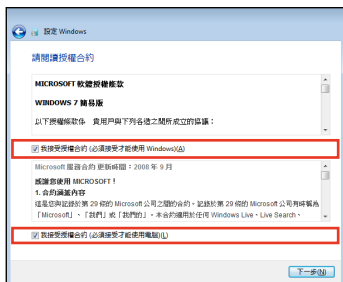 設定 Windows
請閱讀授權合約
MICROSOFT 軟體授權條款
WINDOWS 7 簡易版
以下授權條款係 貴用戶與下列各造之間所成立的協議：
我接受授權合約 (必須接受才能使用 Windows)(A)
Microsoft 服務合約 更新時間：2008 年 9 月
感謝您使用 MICROSOFT！
1. 合約涵蓋內容
這是您與記錄於第 29 條的 Microsoft 公司之間的合約。記錄於第 29 條的 Microsoft 公司有時稱為
「Microsoft」、「我們」或「我們的」。本合約適用於任何 Windows Live、Live Search、
我接受授權合約 (必須接受才能使用電腦)(L)
下一步(N)